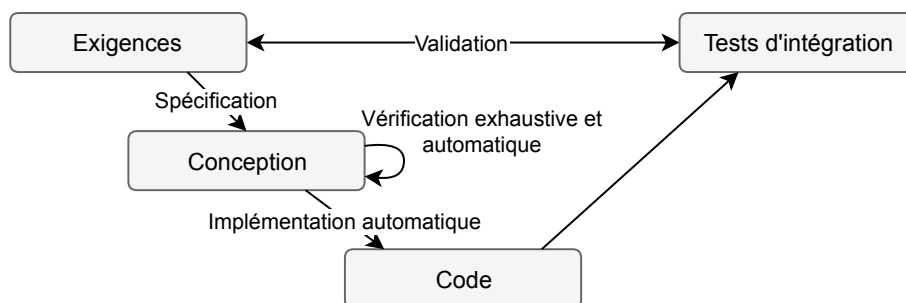 Exigences
Validation
Tests d'intégration
Spécification
Vérification exhaustive et
automatique
Conception
Implémentation automatique
Code